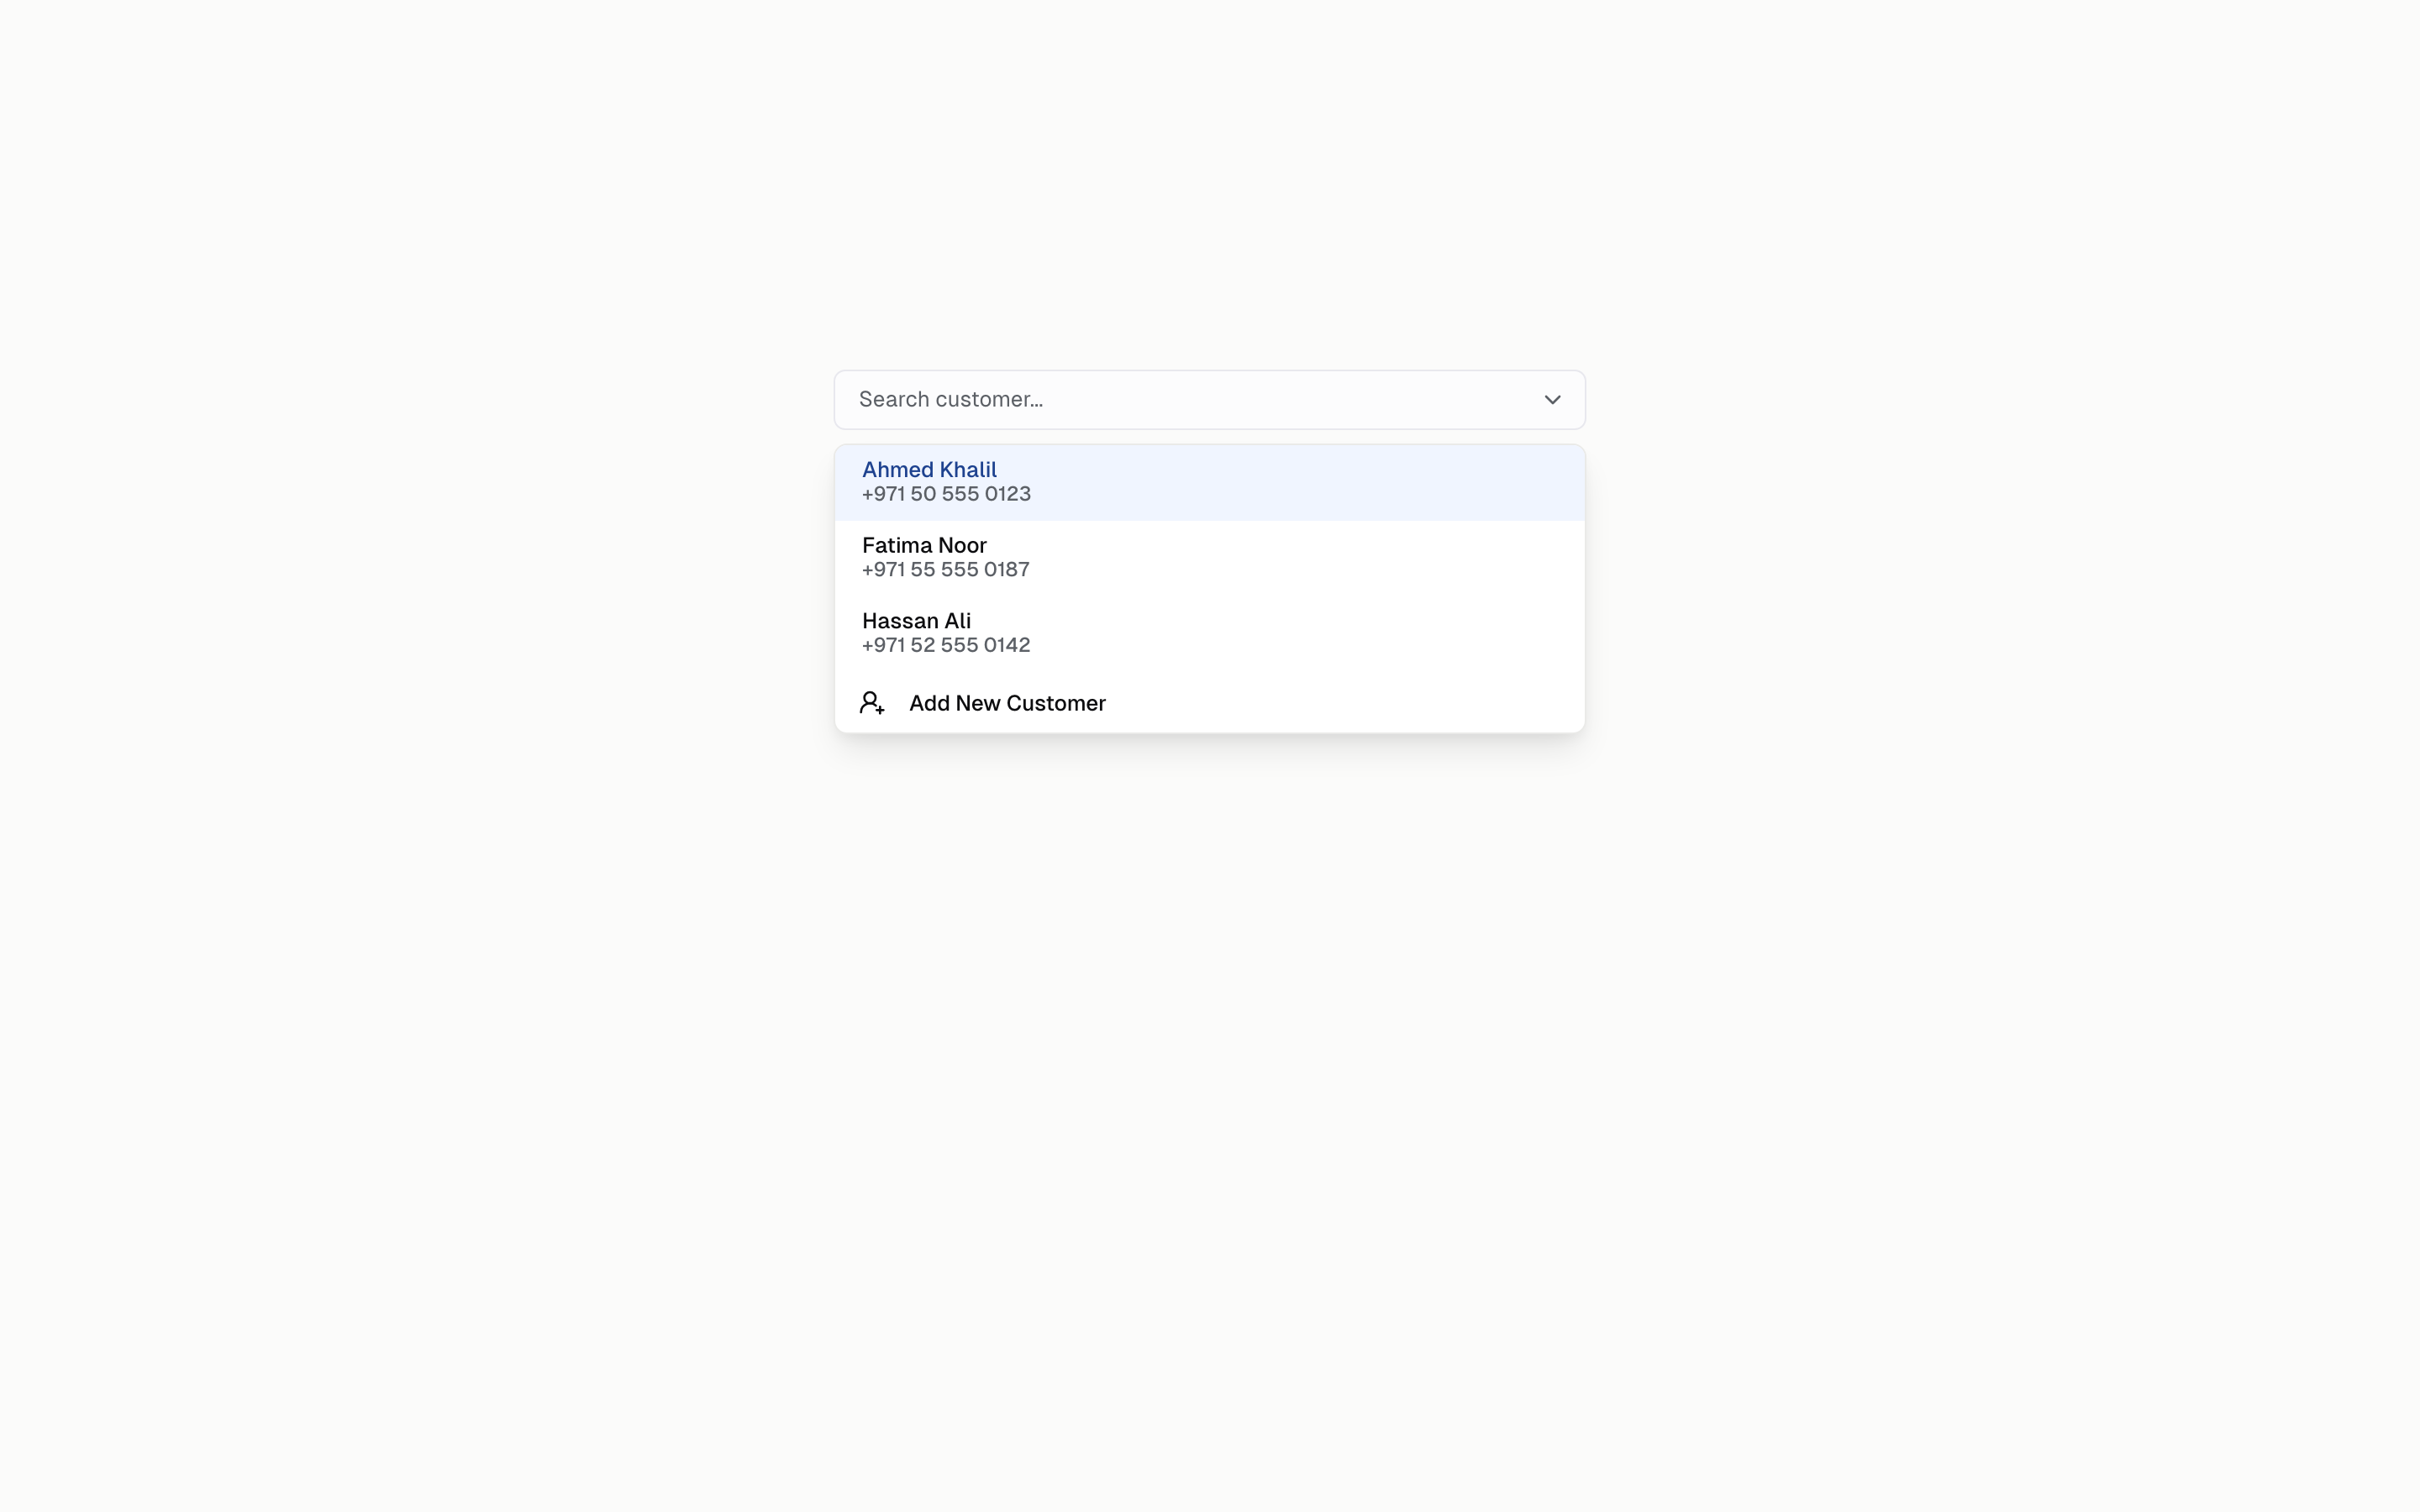 Search customer...
Ahmed Khalil
+971 50 555 0123
Fatima Noor
+971 55 555 0187
Hassan Ali
+971 52 555 0142
Add New Customer